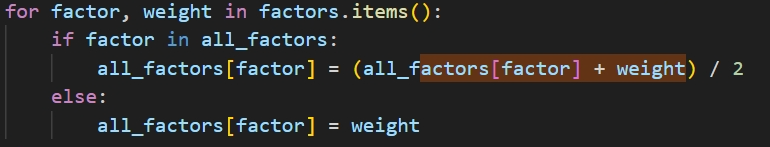 for factor, weight in factors.items():
    if factor in all_factors:
        all_factors[factor] = (all_factors[factor] + weight) / 2
    else:
        all_factors[factor] = weight